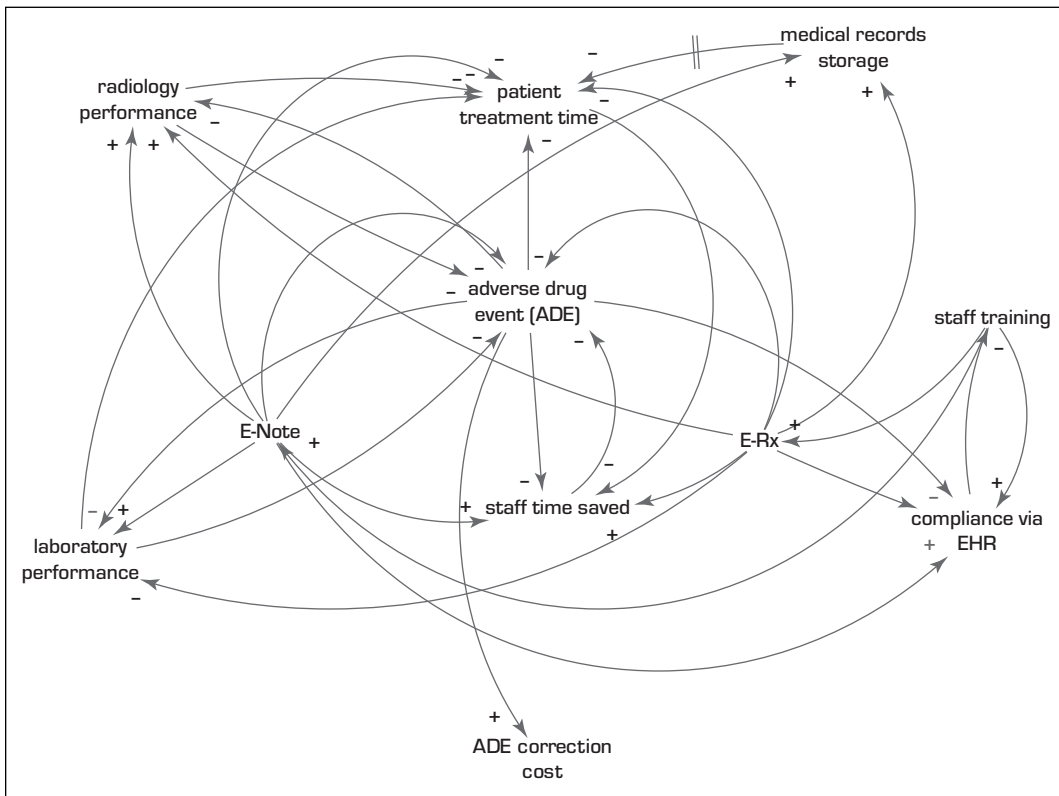 medical records
storage
radiology
performance
patient
treatment time
adverse drug
event (ADE)
staff training
E-Note
E-Rx
staff time saved
compliance via
EHR
laboratory
performance
ADE correction
cost